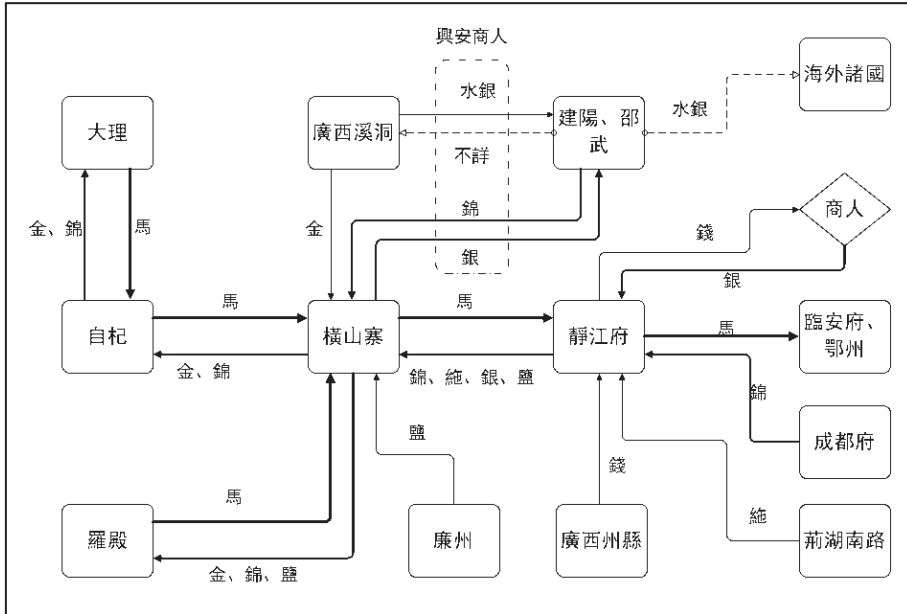 興安商人
海外諸國
水銀
水銀
大理
廣西溪洞
建陽、邵
武
不詳
商人
金、錦
馬
金
錦
錢
銀
銀
馬
馬
臨安府、
鄂州
馬
自杞
橫山寨
靜江府
金、錦
錦、絁、銀、鹽
錦
鹽
成都府
馬
錢
絁
羅殿
廉州
廣西州縣
荊湖南路
金、錦、鹽